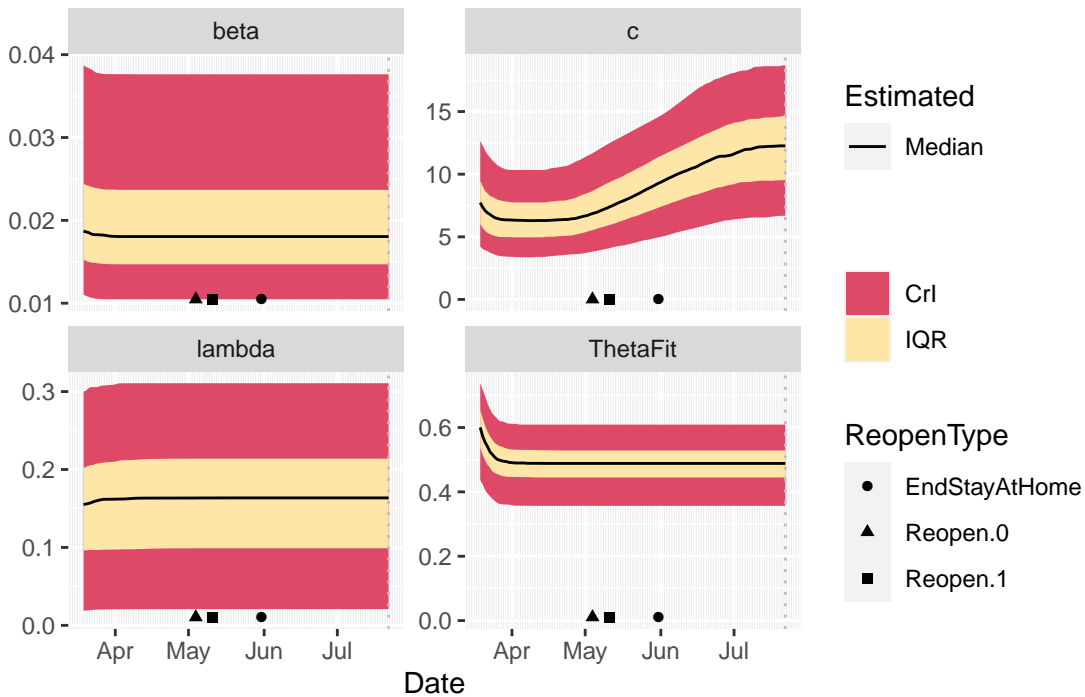 beta
c
0.04
0.03
0.02
0.01
15
10
5
0
lambda
ThetaFit
0.3
0.2
0.1
0.0
0.6
0.4
0.2
0.0
Apr May Jun Jul
Apr May Jun Jul
Date
Estimated
Median
CrI
IQR
ReopenType
EndStayAtHome
Reopen.0
Reopen.1